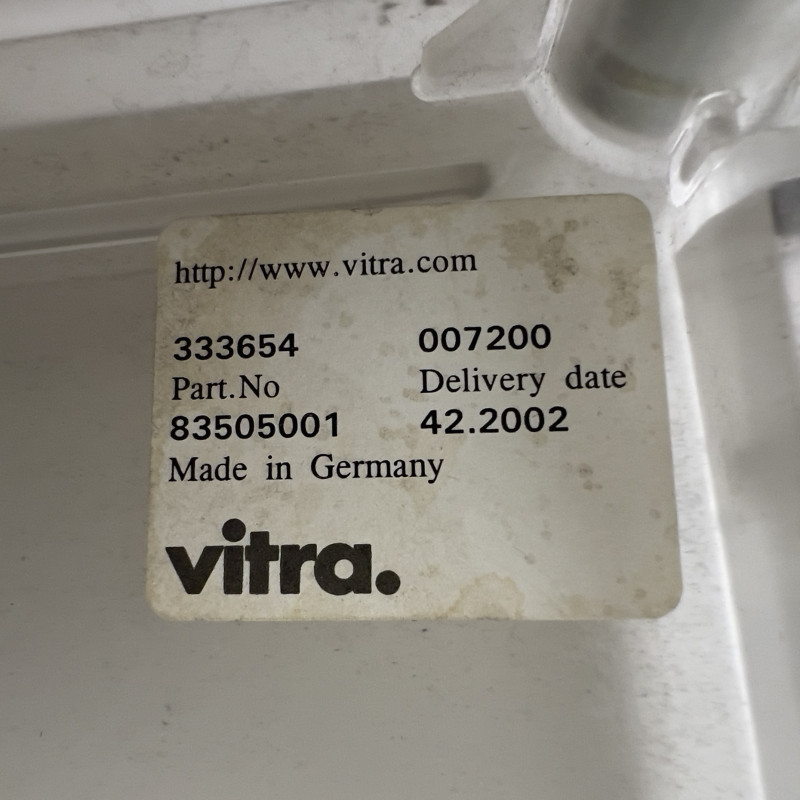 http://www.vitra.com
333654 007200
Part.No Delivery date
83505001 42.2002
Made in Germany
vitra.